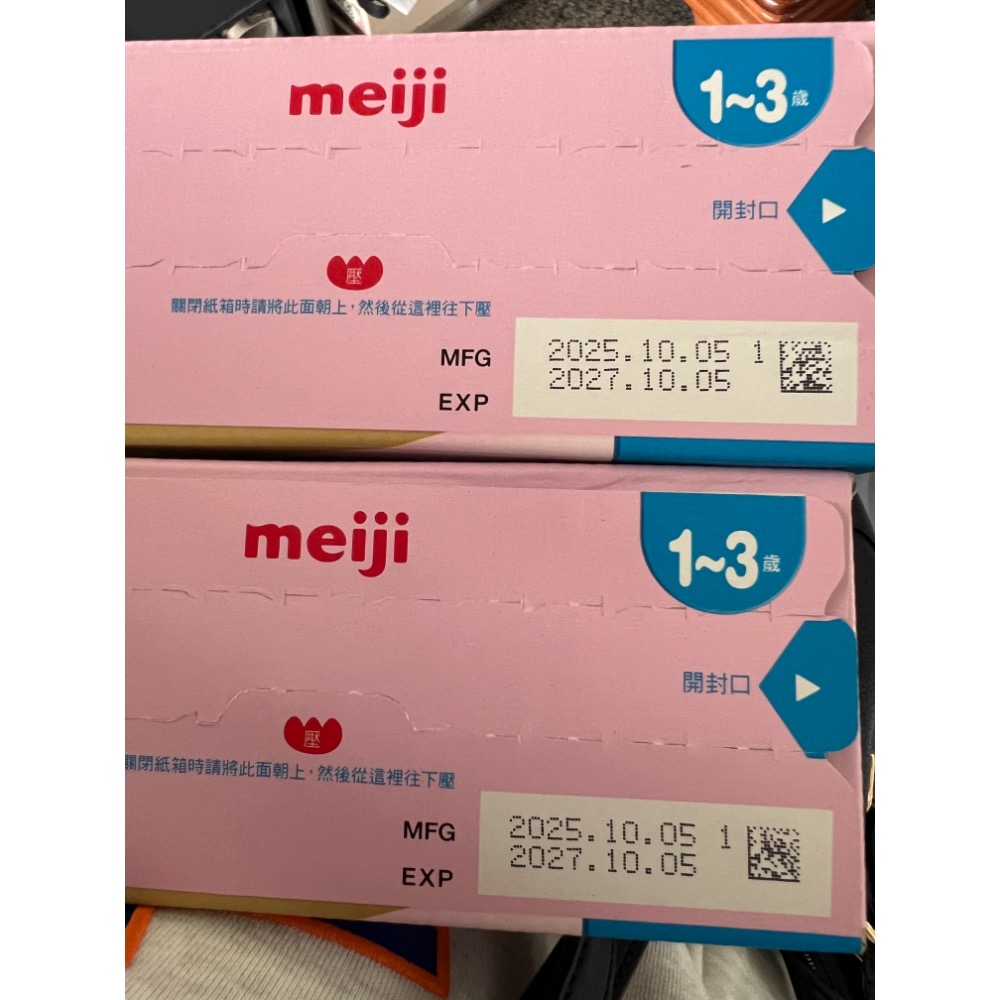 meiji
1~3歲
開封口
壓
關閉紙箱時請將此面朝上，然後從這裡往下壓
MFG 2025.10.05 1
EXP 2027.10.05
meiji
1~3歲
開封口
壓
關閉紙箱時請將此面朝上，然後從這裡往下壓
MFG 2025.10.05 1
EXP 2027.10.05